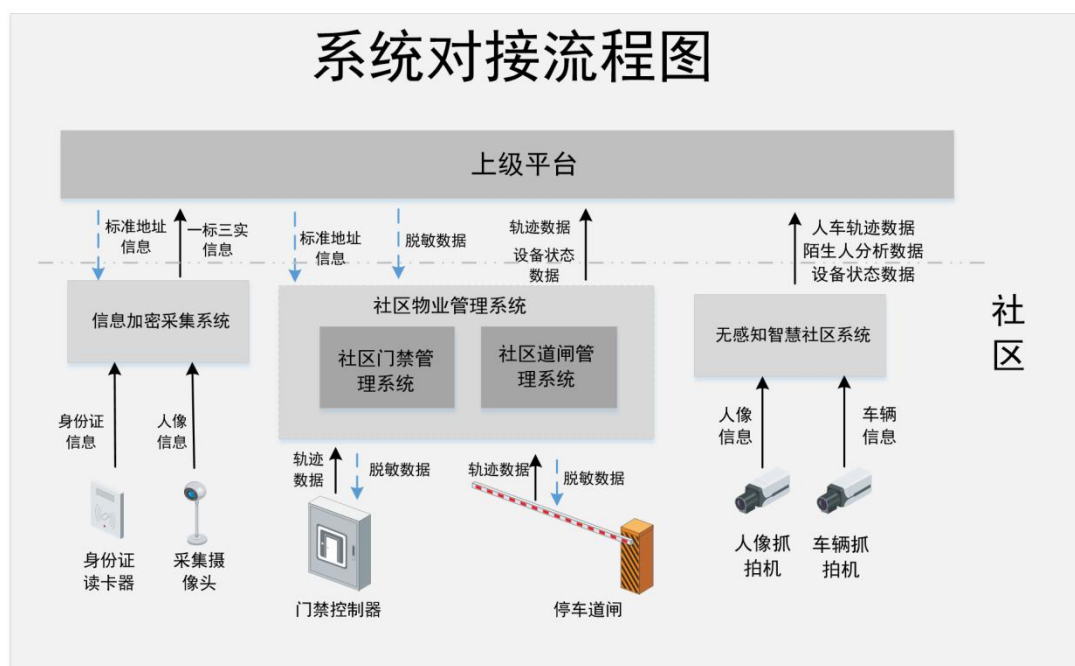 系统对接流程图
上级平台
标准地址
信息
一标三实
信息
标准地址
信息
脱敏数据
轨迹数据
设备状态
数据
人车轨迹数据
陌生人分析数据
设备状态数据
社
区
信息加密采集系统
社区物业管理系统
社区门禁管
理系统
社区道闸管
理系统
无感知智慧社区系统
身份证
信息
人像
信息
轨迹
数据
脱敏数据
轨迹数据
脱敏数据
人像
信息
车辆
信息
身份证
读卡器
采集摄
像头
门禁控制器
停车道闸
人像抓
拍机
车辆抓
拍机